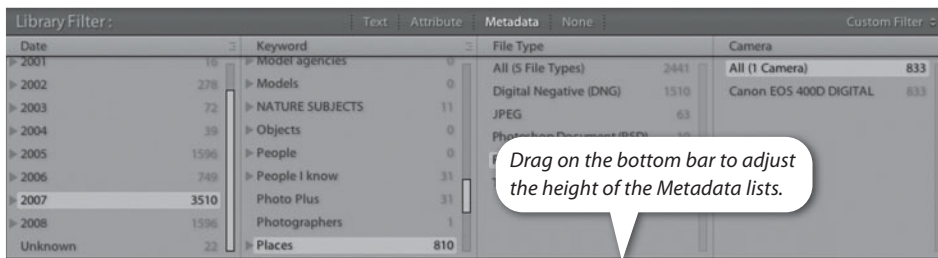 Library Filter: Text Attribute Metadata None Custom Filter
Date Keyword File Type Camera
2001 16 Model agencies 0 All (5 File Types) 2441 All (1 Camera) 833
2002 278 Models 0 Digital Negative (DNG) 1510 Canon EOS 400D DIGITAL 833
2003 72 NATURE SUBJECTS 11 JPEG 63
2004 39 Objects 0 Photoshop Document (PSD) 10
2005 1596 People 0
2006 749 People I know 31
2007 3510 Photo Plus 31
2008 1596 Photographers 1
Unknown 22 Places 810
Drag on the bottom bar to adjust
the height of the Metadata lists.